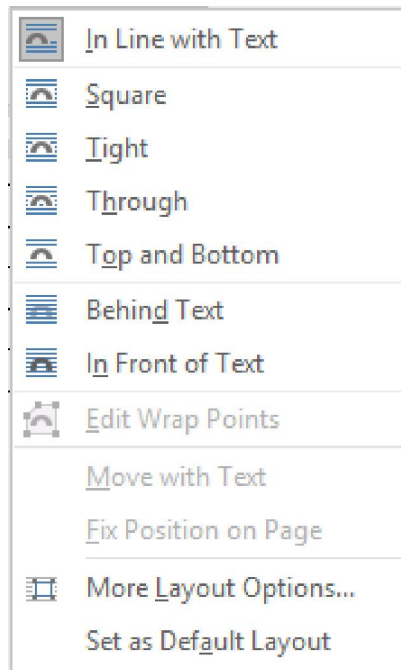 In Line with Text
Square
Tight
Through
Top and Bottom
Behind Text
In Front of Text
Edit Wrap Points
Move with Text
Fix Position on Page
More Layout Options...
Set as Default Layout